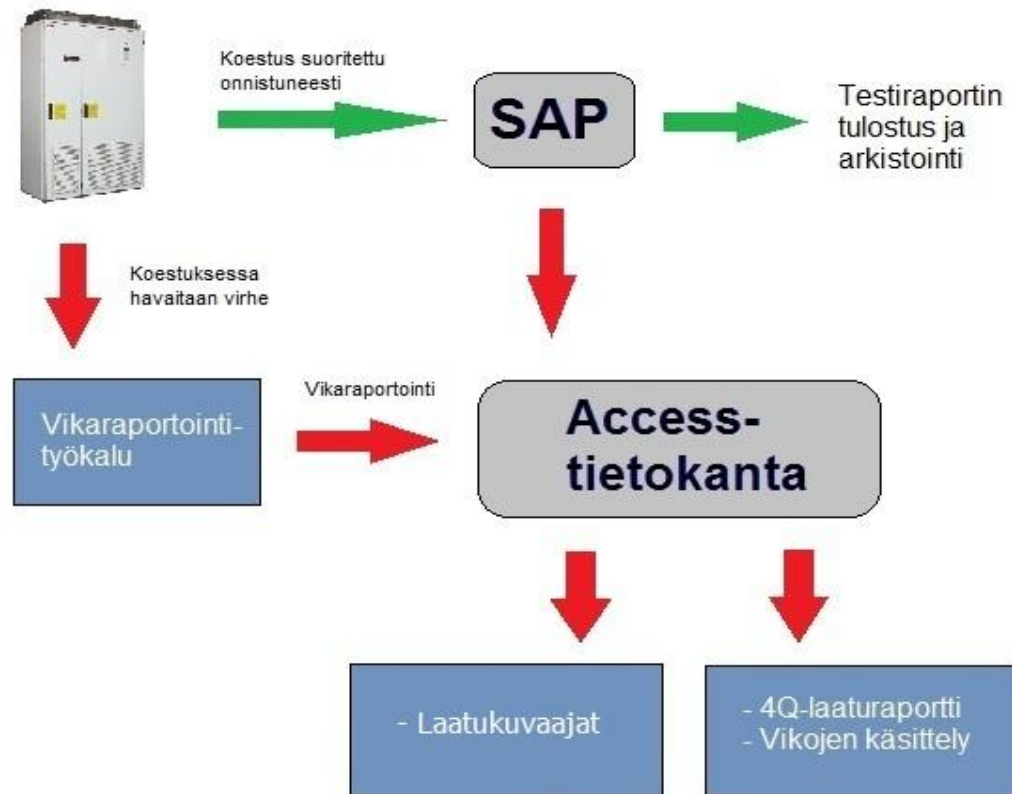 Koestus suoritettu
onnistuneesti
SAP
Testiraportin
tulostus ja
arkistointi
Koestuksessa
havaitaan virhe
Vikaraportointi-
työkalu
Vikaraportointi
Access-
tietokanta
- Laatukuvaajat
- 4Q-laaturaportti
- Vikojen käsittely